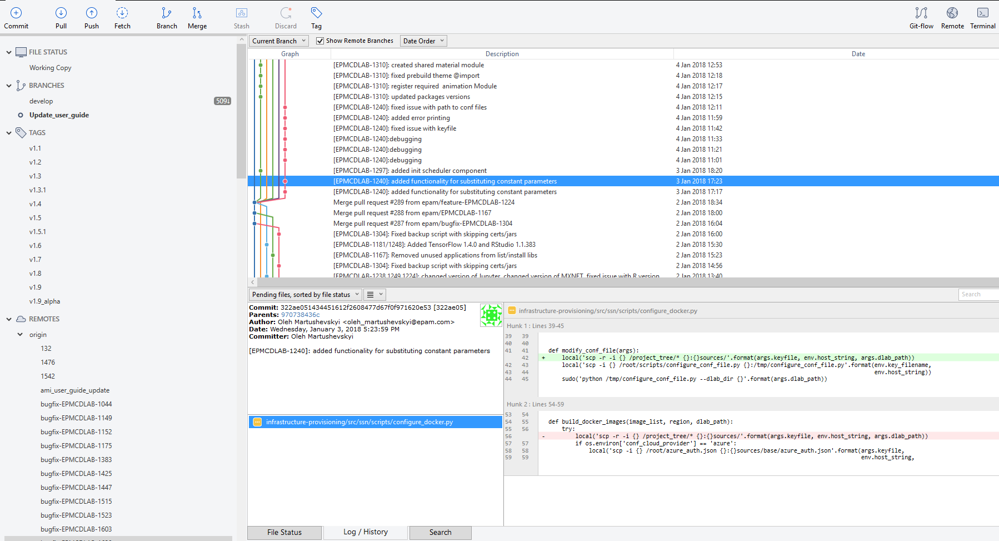 Commit Pull Push Fetch Branch Merge Stash Discard Tag Git-flow Remote Terminal
FILE STATUS
Working Copy
BRANCHES
develop 509↓
Update_user_guide
TAGS
v1.1
v1.2
v1.3
v1.3.1
v1.4
v1.5
v1.5.1
v1.6
v1.7
v1.8
v1.9
v1.9_alpha
REMOTES
origin
132
1476
1542
ami_user_guide_update
bugfix-EPMCDLAB-1044
bugfix-EPMCDLAB-1149
bugfix-EPMCDLAB-1152
bugfix-EPMCDLAB-1175
bugfix-EPMCDLAB-1383
bugfix-EPMCDLAB-1425
bugfix-EPMCDLAB-1447
bugfix-EPMCDLAB-1515
bugfix-EPMCDLAB-1523
bugfix-EPMCDLAB-1603
Current Branch Show Remote Branches Date Order
Graph Description Date
[EPMCDLAB-1310]: created shared material module 4 Jan 2018 12:53
[EPMCDLAB-1310]: fixed prebuild theme @import 4 Jan 2018 12:18
[EPMCDLAB-1310]: register required  animation Module 4 Jan 2018 12:17
[EPMCDLAB-1310]: updated packages versions 4 Jan 2018 12:15
[EPMCDLAB-1240]: fixed issue with path to conf files 4 Jan 2018 12:11
[EPMCDLAB-1240]: added error printing 4 Jan 2018 11:59
[EPMCDLAB-1240]: fixed issue with keyfile 4 Jan 2018 11:42
[EPMCDLAB-1240]:debugging 4 Jan 2018 11:33
[EPMCDLAB-1240]:debugging 4 Jan 2018 11:21
[EPMCDLAB-1240]:debugging 4 Jan 2018 11:01
[EPMCDLAB-1297]: added init scheduler component 3 Jan 2018 18:20
[EPMCDLAB-1240]: added functionality for substituting constant parameters 3 Jan 2018 17:23
[EPMCDLAB-1240]: added functionality for substituting constant parameters 3 Jan 2018 17:17
Merge pull request #289 from epam/feature-EPMCDLAB-1224 2 Jan 2018 18:34
Merge pull request #288 from epam/EPMCDLAB-1167 2 Jan 2018 18:00
Merge pull request #287 from epam/bugfix-EPMCDLAB-1304 2 Jan 2018 16:04
[EPMCDLAB-1304]: Fixed backup script with skipping certs/jars 2 Jan 2018 16:00
[EPMCDLAB-1181/1248]: Added TensorFlow 1.4.0 and RStudio 1.1.383 2 Jan 2018 15:30
[EPMCDLAB-1167]: Removed unused applications from list/install libs 2 Jan 2018 15:23
[EPMCDLAB-1304]: Fixed backup script with skipping certs/jars 2 Jan 2018 14:56
[EPMCDLAB-1238,1249,1224]: changed version of Jupyter, changed version of MXNET, fixed issue with R version 2 Jan 2018 13:40
Pending files, sorted by file status Search
Commit: 322ae051434451612f2608477d67f0f971620e53 [322ae05]
Parents: 970738436c
Author: Oleh Martushevskyi <oleh_martushevskyi@epam.com>
Date: Wednesday, January 3, 2018 5:23:59 PM
Committer: Oleh Martushevskyi
[EPMCDLAB-1240]: added functionality for substituting constant parameters
infrastructure-provisioning/src/ssn/scripts/configure_docker.py
infrastructure-provisioning/src/ssn/scripts/configure_docker.py
Hunk 1 : Lines 39-45
39 39
40 40
41 41 def modify_conf_file(args):
42 + local('scp -r -i {} /project_tree/* {}:{}sources/'.format(args.keyfile, env.host_string, args.dlab_path))
42 43 local('scp -i {} /root/scripts/configure_conf_file.py {}:/tmp/configure_conf_file.py'.format(env.key_filename,
43 44 env.host_string))
44 45 sudo('python /tmp/configure_conf_file.py --dlab_dir {}'.format(args.dlab_path))
Hunk 2 : Lines 54-59
53 54
54 55 def build_docker_images(image_list, region, dlab_path):
55 56 try:
56 - local('scp -r -i {} /project_tree/* {}:{}sources/'.format(args.keyfile, env.host_string, args.dlab_path))
57 57 if os.environ['conf_cloud_provider'] == 'azure':
58 58 local('scp -i {} /root/azure_auth.json {}:{}sources/base/azure_auth.json'.format(args.keyfile,
59 59 env.host_string,
File Status Log / History Search